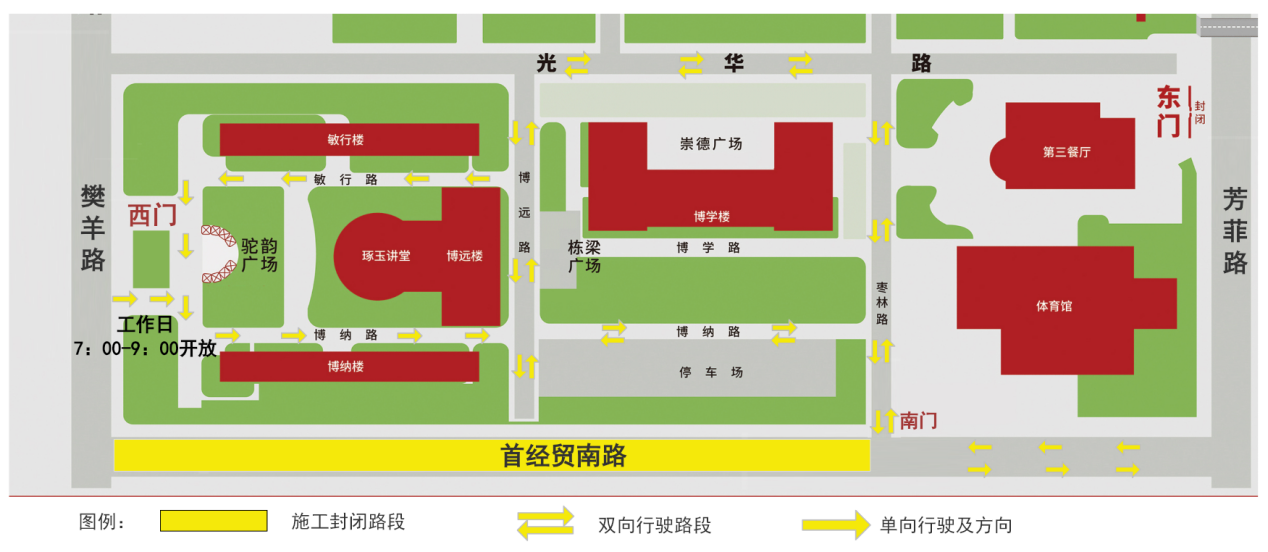 光 华 路
东门
封闭
敏行楼
崇德广场
第三餐厅
敏 行 路
博远路
樊羊路
西门
博学楼
芳菲路
驼韵
广场
琢玉讲堂
博远楼
栋梁
广场
博 学 路
枣林路
体育馆
工作日
7：00-9：00开放
博 纳 路
博 纳 路
博纳楼
停 车 场
南门
首经贸南路
图例：
施工封闭路段
双向行驶路段
单向行驶及方向